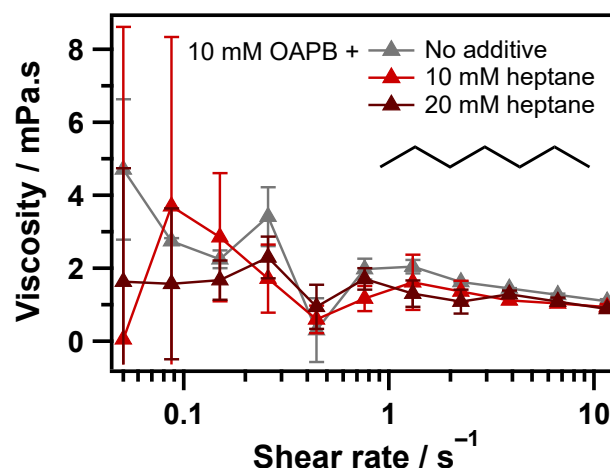 10 mM OAPB +
No additive
10 mM heptane
20 mM heptane
Viscosity / mPa.s
8
6
4
2
0
0.1
1
10
Shear rate / s⁻¹